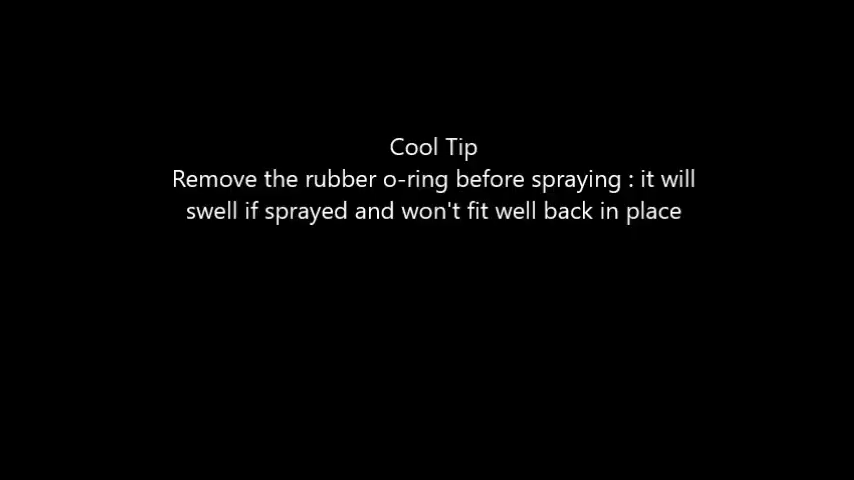 Cool Tip
Remove the rubber o-ring before spraying : it will
swell if sprayed and won't fit well back in place